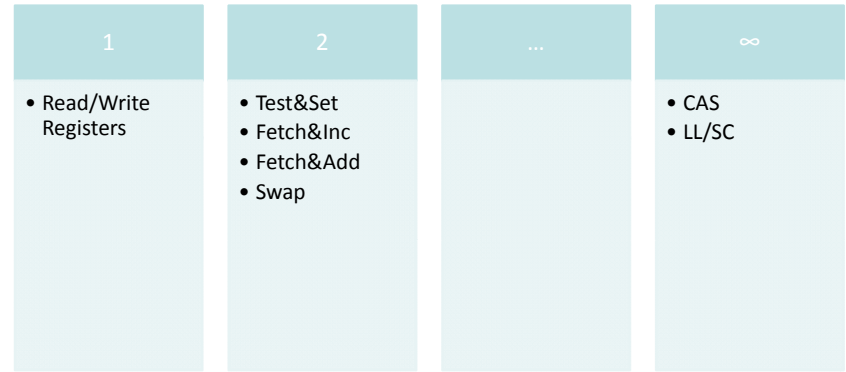 1
• Read/Write
Registers
2
• Test&Set
• Fetch&Inc
• Fetch&Add
• Swap
...
∞
• CAS
• LL/SC